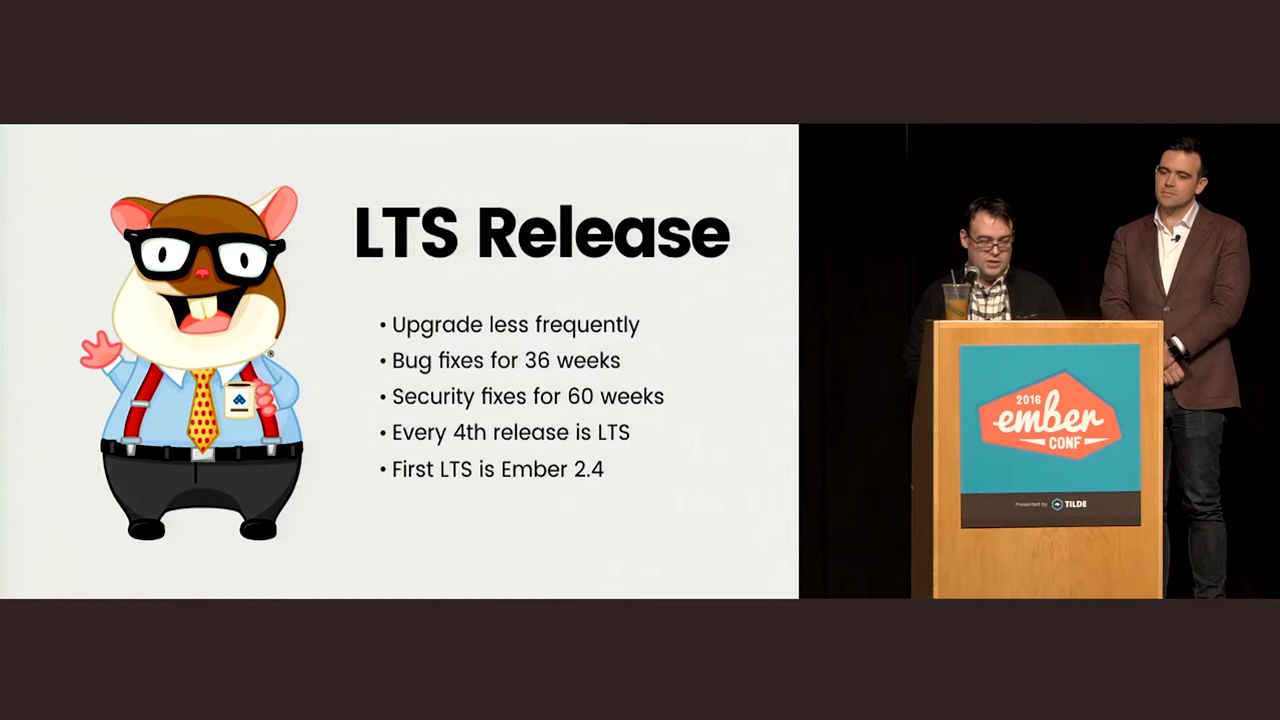 LTS Release
• Upgrade less frequently
• Bug fixes for 36 weeks
• Security fixes for 60 weeks
• Every 4th release is LTS
• First LTS is Ember 2.4
®
2016
ember
CONF
Presented by TILDE